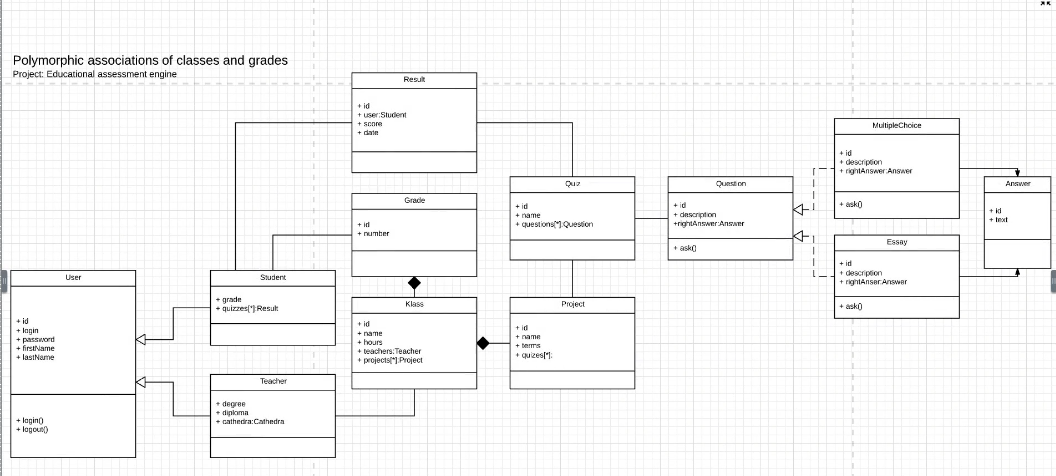 Polymorphic associations of classes and grades
Project: Educational assessment engine
Result
+ id
+ user:Student
+ score
+ date
Grade
+ id
+ number
User
+ id
+ login
+ password
+ firstName
+ lastName
+ login()
+ logout()
Student
+ grade
+ quizzes[*]:Result
Teacher
+ degree
+ diploma
+ cathedra:Cathedra
Klass
+ id
+ name
+ hours
+ teachers:Teacher
+ projects[*]:Project
Quiz
+ id
+ name
+ questions[*]:Question
Project
+ id
+ name
+ terms
+ quizes[*]:
Question
+ id
+ description
+rightAnswer:Answer
+ ask()
MultipleChoice
+ id
+ description
+ rightAnswer:Answer
+ ask()
Essay
+ id
+ description
+ rightAnser:Answer
+ ask()
Answer
+ id
+ text